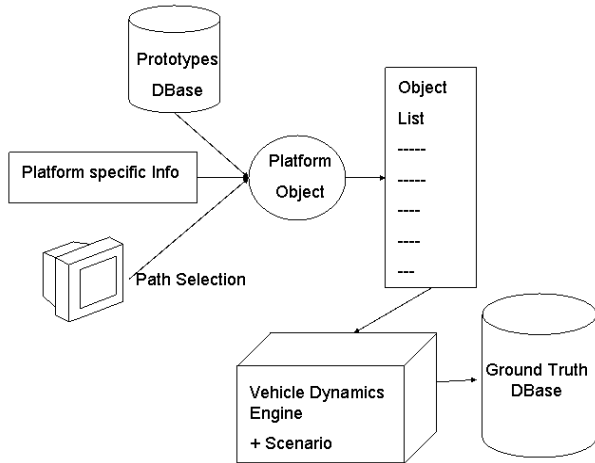 Prototypes
DBase
Platform specific Info
Platform
Object
Path Selection
Object
List
-----
-----
----
----
---
Vehicle Dynamics
Engine
+ Scenario
Ground Truth
DBase